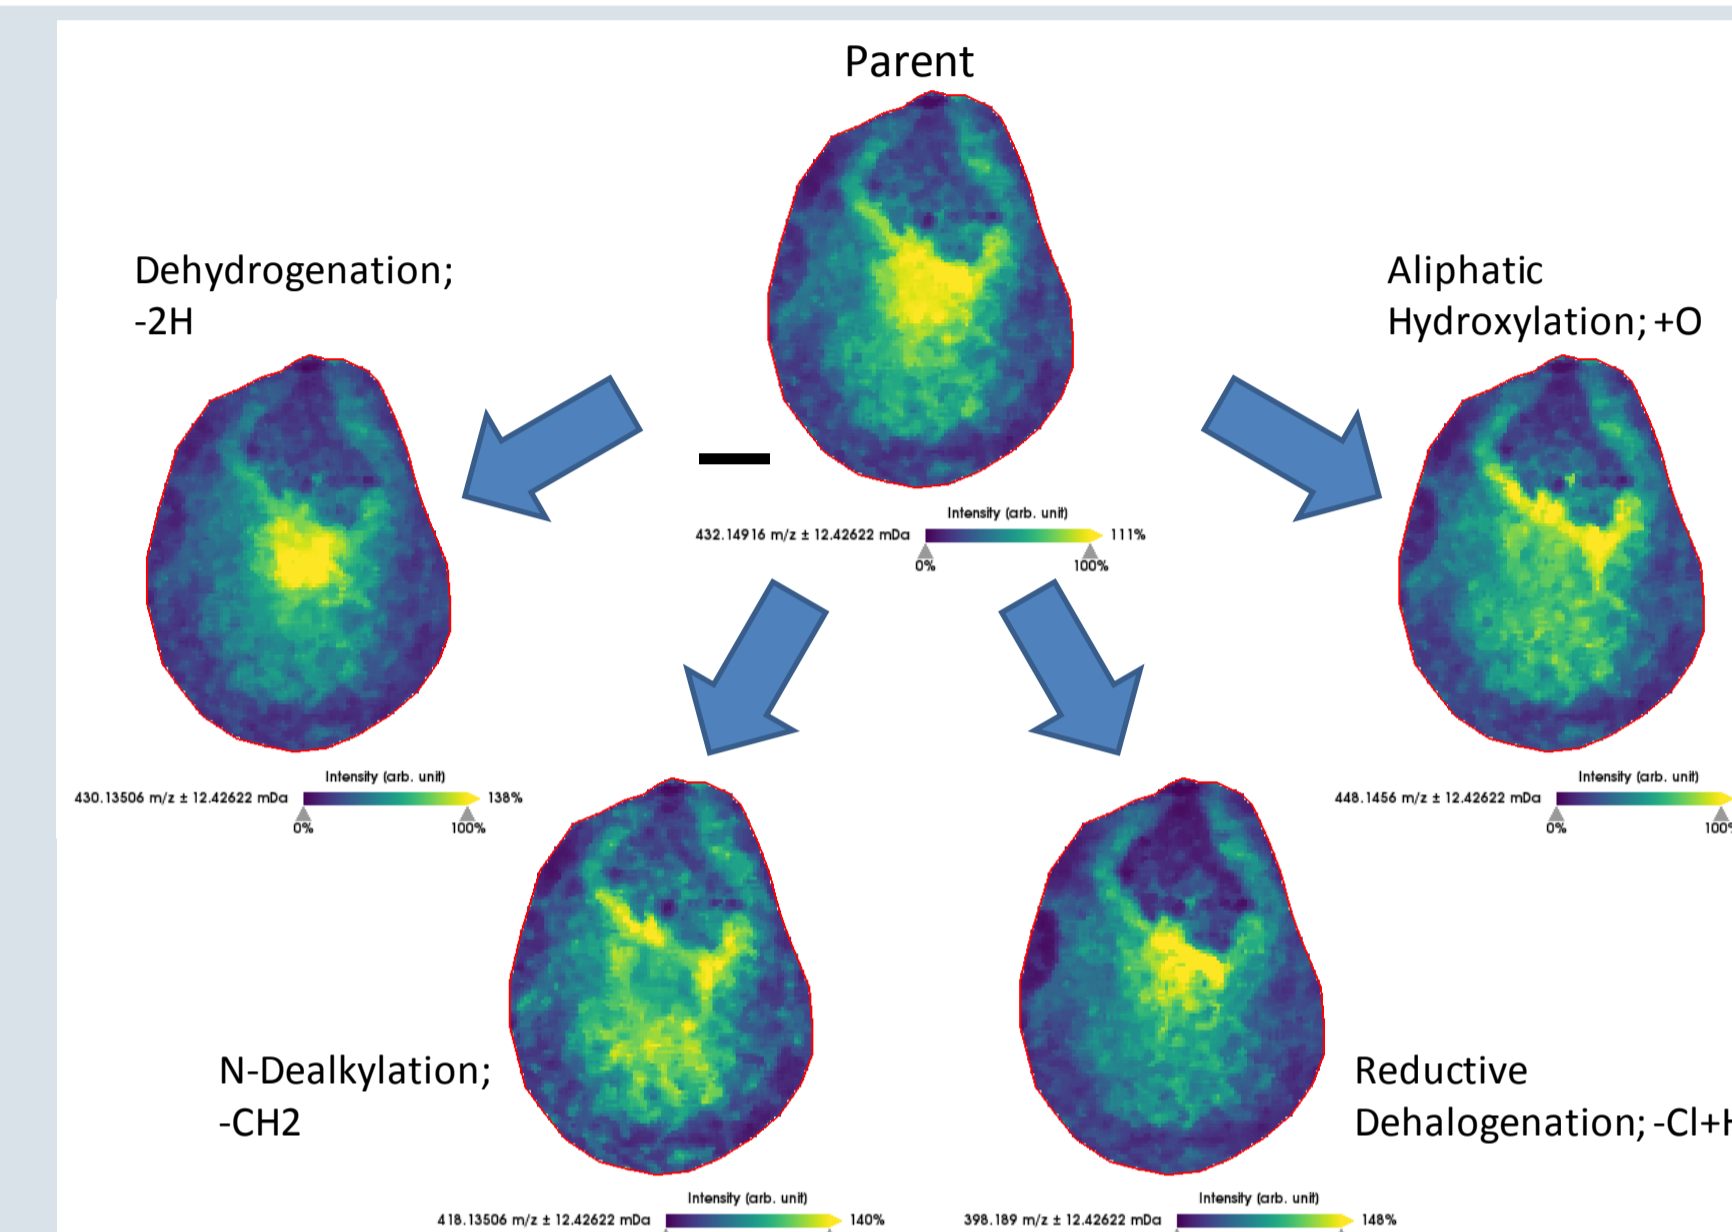 Parent
Dehydrogenation;
-2H
Aliphatic
Hydroxylation; +O
Intensity (arb. unit)
432.14916 m/z ± 12.42622 mDa 111%
0% 100%
Intensity (arb. unit)
430.13506 m/z ± 12.42622 mDa 138%
0% 100%
Intensity (arb. unit)
448.1456 m/z ± 12.42622 mDa
0% 100%
N-Dealkylation;
-CH2
Reductive
Dehalogenation; -Cl+H
Intensity (arb. unit)
418.13506 m/z ± 12.42622 mDa 140%
Intensity (arb. unit)
398.189 m/z ± 12.42622 mDa 148%